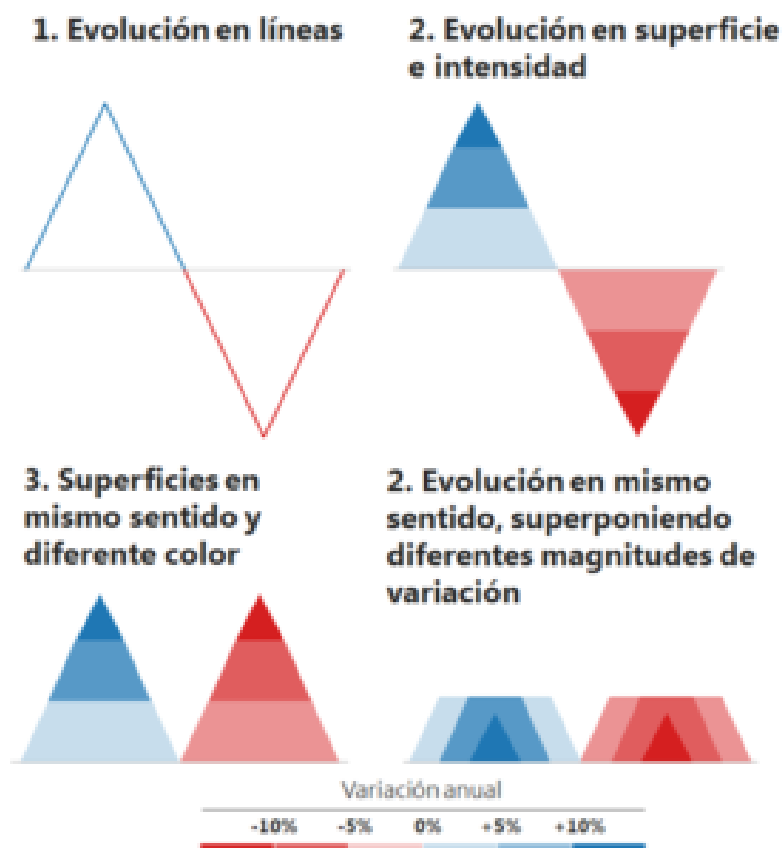 1. Evolución en líneas
2. Evolución en superficie
e intensidad
3. Superficies en
mismo sentido y
diferente color
2. Evolución en mismo
sentido, superponiendo
diferentes magnitudes de
variación
Variación anual
-10% -5% 0% +5% +10%